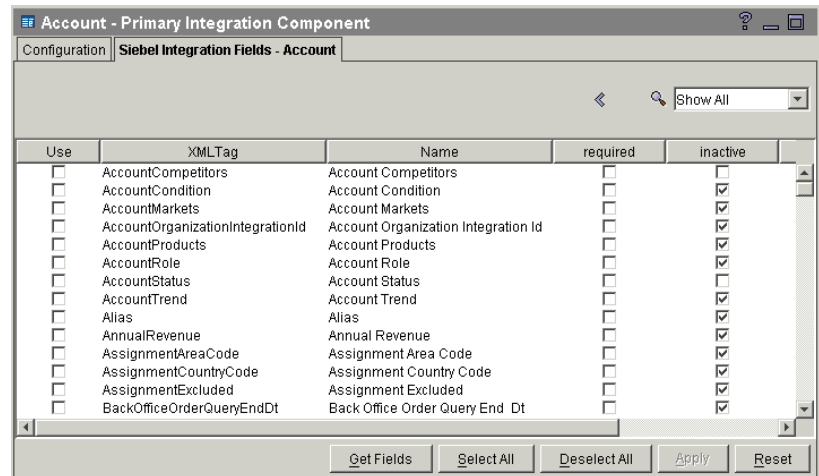 Account - Primary Integration Component
Configuration Siebel Integration Fields - Account
Show All
Use XMLTag Name required inactive
AccountCompetitors Account Competitors
AccountCondition Account Condition
AccountMarkets Account Markets
AccountOrganizationIntegrationId Account Organization Integration Id
AccountProducts Account Products
AccountRole Account Role
AccountStatus Account Status
AccountTrend Account Trend
Alias Alias
AnnualRevenue Annual Revenue
AssignmentAreaCode Assignment Area Code
AssignmentCountryCode Assignment Country Code
AssignmentExcluded Assignment Excluded
BackOfficeOrderQueryEndDt Back Office Order Query End Dt
Get Fields Select All Deselect All Apply Reset